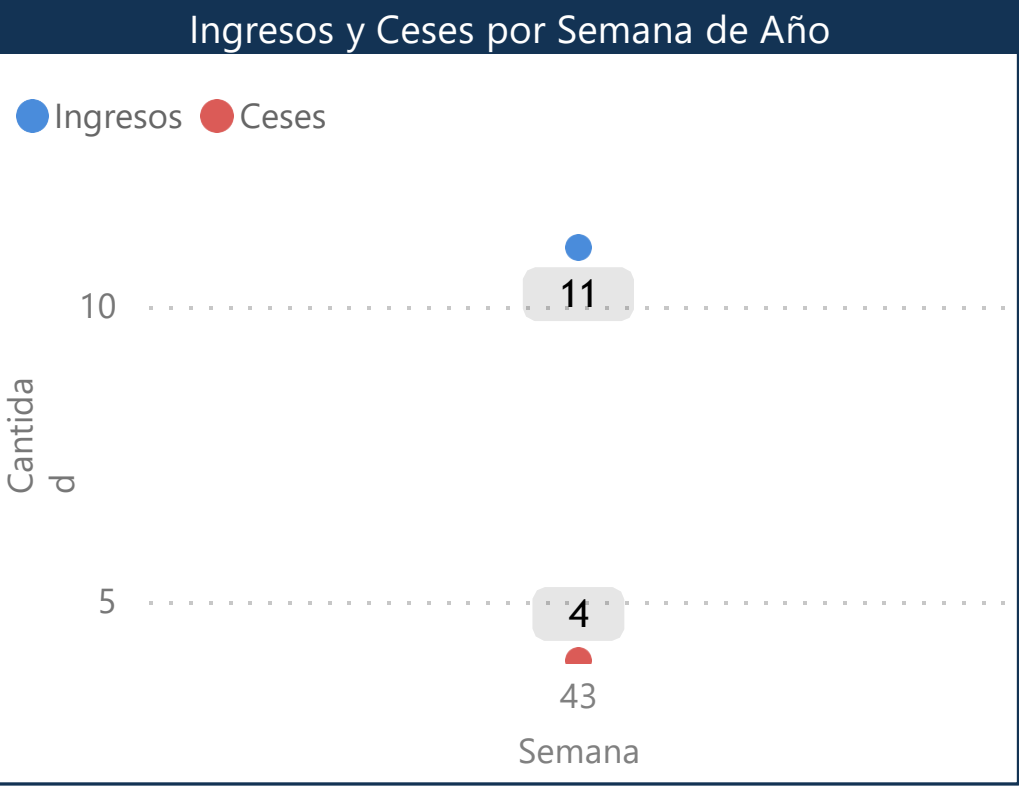 Ingresos y Ceses por Semana de Año
Ingresos Ceses
11
10
Cantida
d
5
4
43
Semana